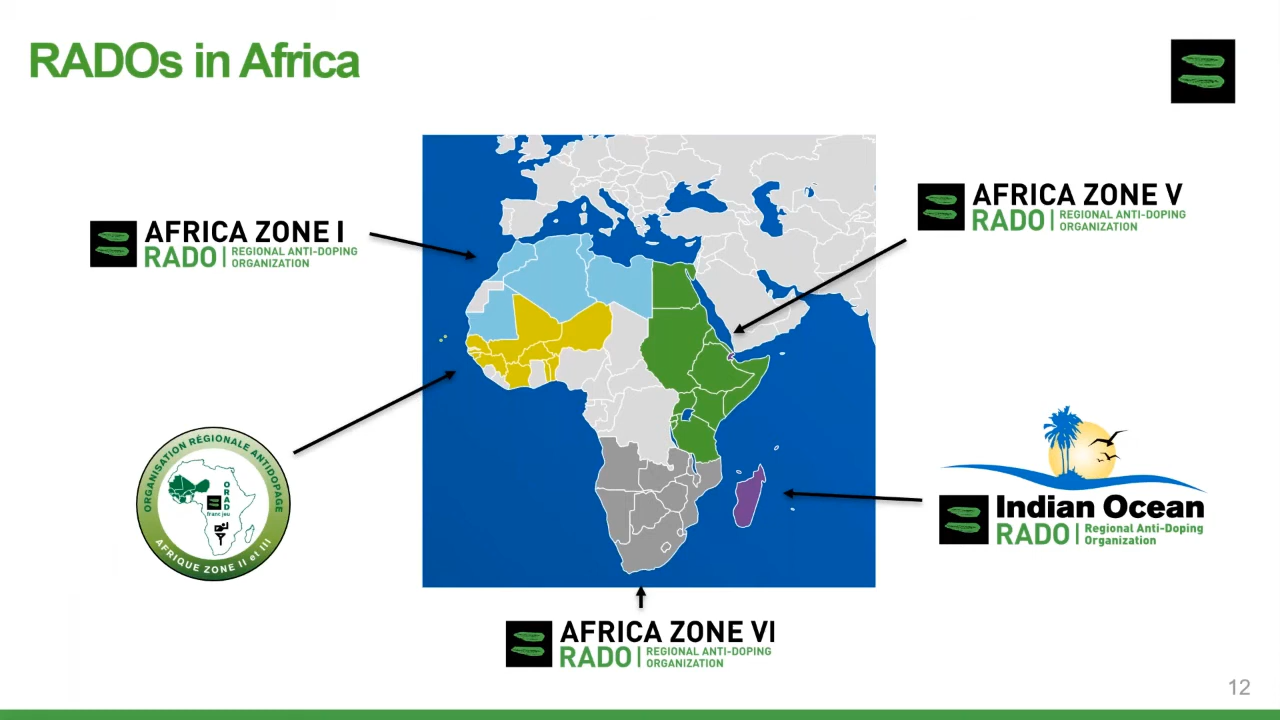 RADOs in Africa
AFRICA ZONE I
RADO | REGIONAL ANTI-DOPING
ORGANIZATION
AFRICA ZONE V
RADO | REGIONAL ANTI-DOPING
ORGANIZATION
ORGANISATION RÉGIONALE ANTIDOPAGE
ORAD
franc jeu
AFRIQUE ZONE II et III
Indian Ocean
RADO | Regional Anti-Doping
Organization
AFRICA ZONE VI
RADO | REGIONAL ANTI-DOPING
ORGANIZATION
12